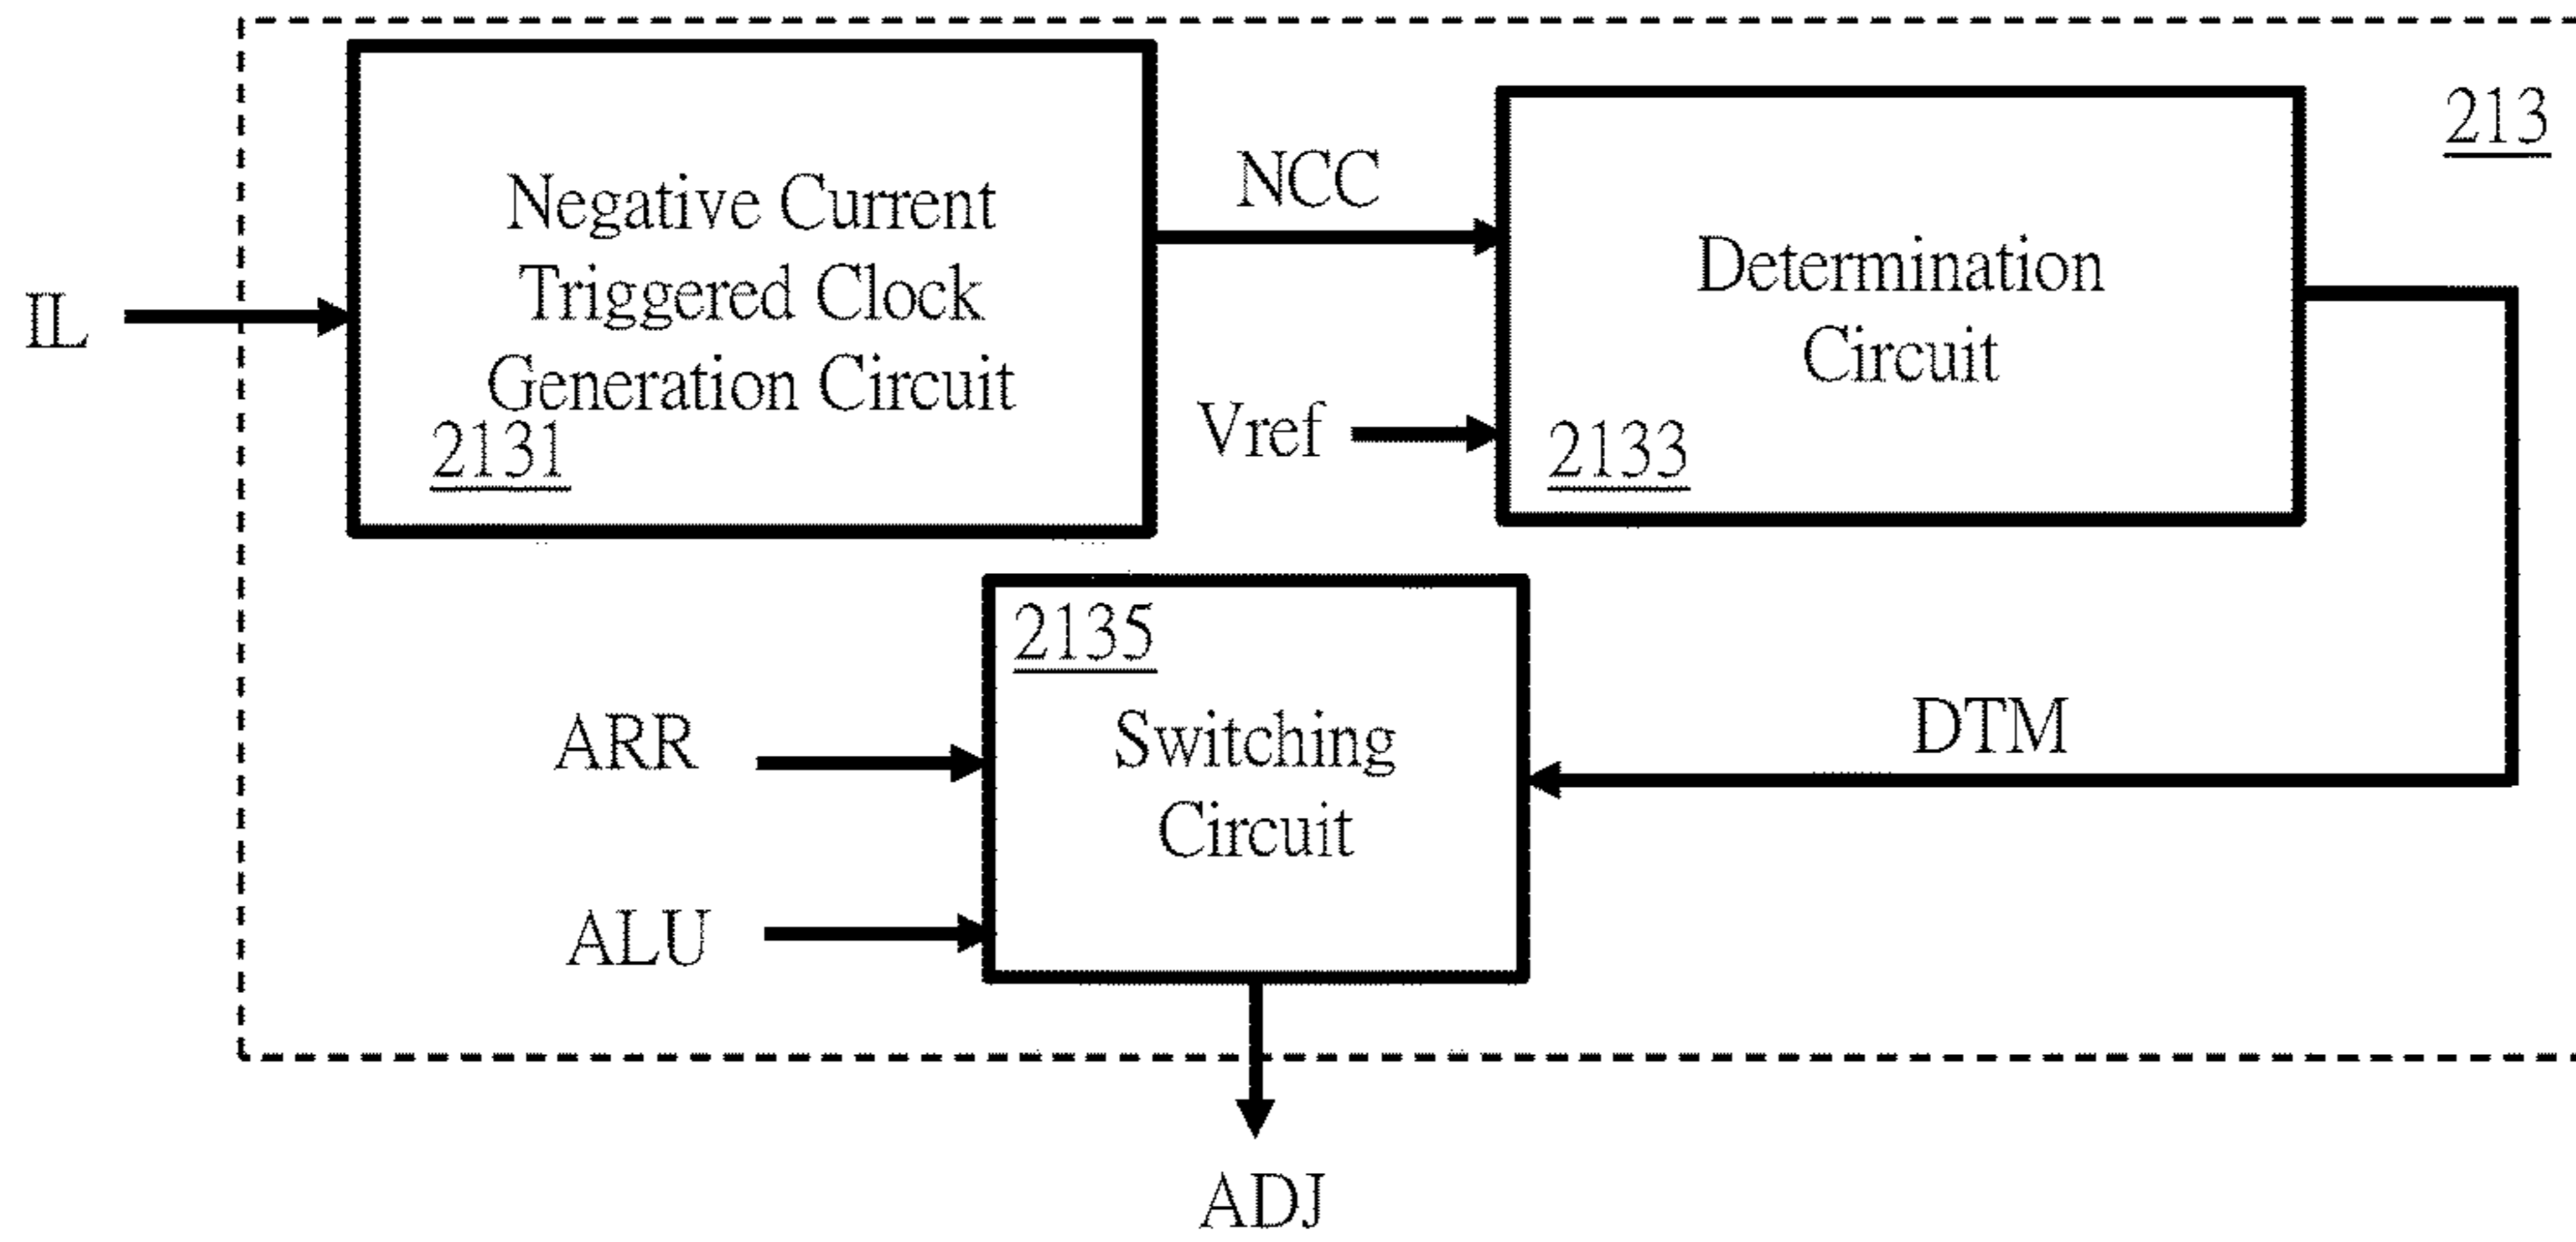 213
NCC
Negative Current
Triggered Clock
Generation Circuit
2131
IL
Determination
Circuit
Vref
2133
2135
ARR
Switching
Circuit
DTM
ALU
ADJ